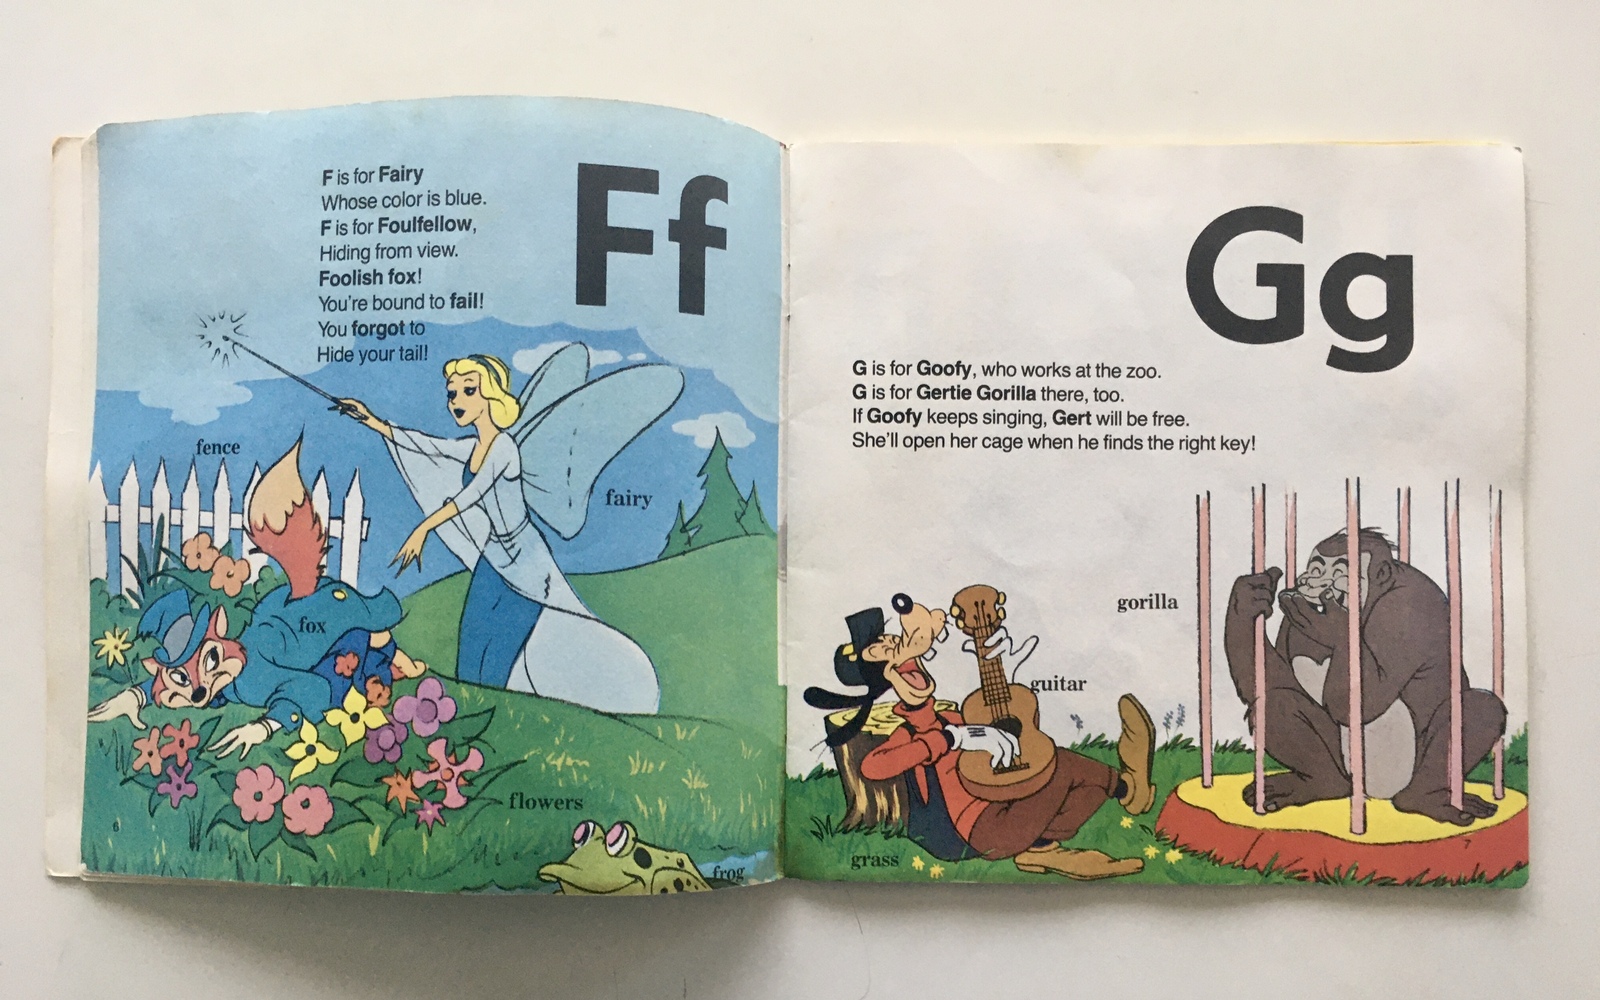 Ff
F is for Fairy
Whose color is blue.
F is for Foulfellow,
Hiding from view.
Foolish fox!
You're bound to fail!
You forgot to
Hide your tail!
fence
fairy
fox
flowers
frog
6
Gg
G is for Goofy, who works at the zoo.
G is for Gertie Gorilla there, too.
If Goofy keeps singing, Gert will be free.
She'll open her cage when he finds the right key!
gorilla
guitar
grass
7